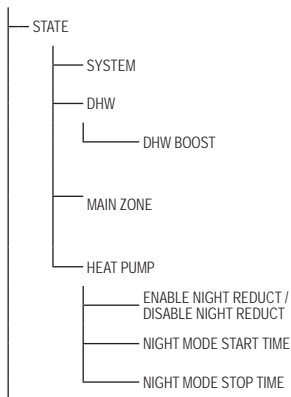 STATE
SYSTEM
DHW
DHW BOOST
MAIN ZONE
HEAT PUMP
ENABLE NIGHT REDUCT /
DISABLE NIGHT REDUCT
NIGHT MODE START TIME
NIGHT MODE STOP TIME